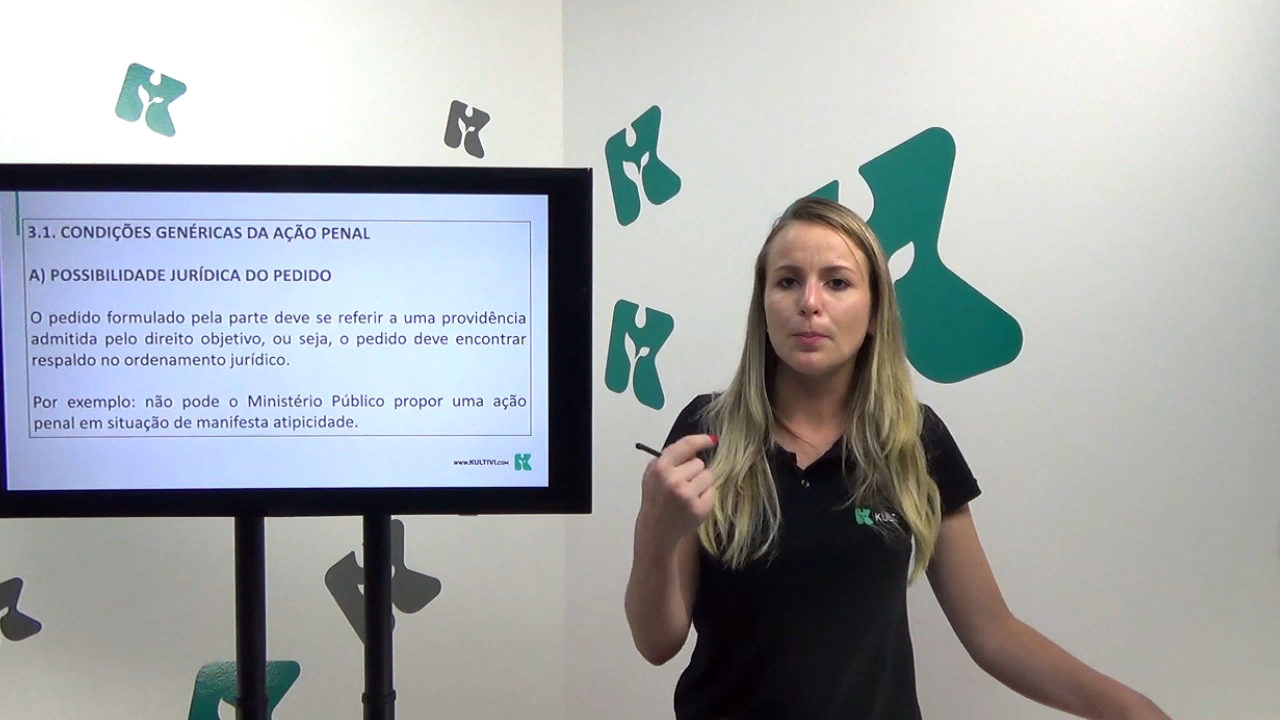 3.1. CONDIÇÕES GENÉRICAS DA AÇÃO PENAL
A) POSSIBILIDADE JURÍDICA DO PEDIDO
O pedido formulado pela parte deve se referir a uma providência
admitida pelo direito objetivo, ou seja, o pedido deve encontrar
respaldo no ordenamento jurídico.
Por exemplo: não pode o Ministério Público propor uma ação
penal em situação de manifesta atipicidade.
www.KULTIVI.com